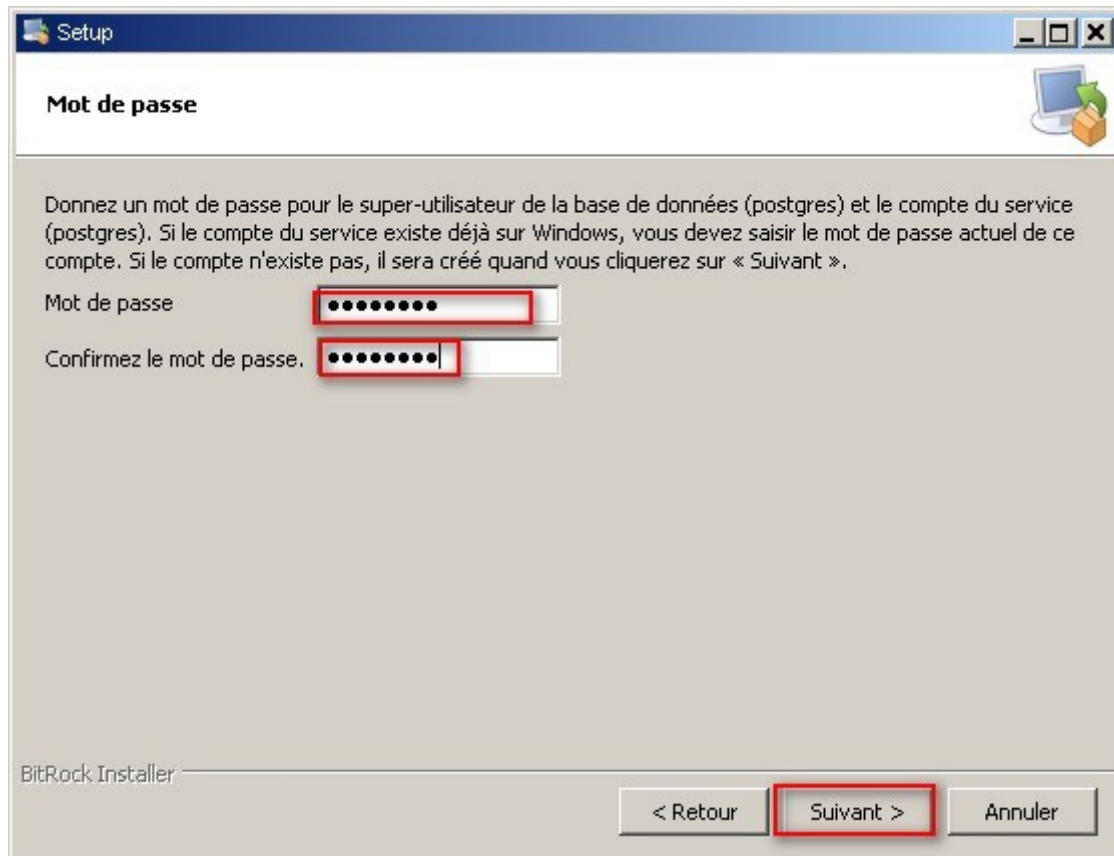 Setup
Mot de passe
Donnez un mot de passe pour le super-utilisateur de la base de données (postgres) et le compte du service
(postgres). Si le compte du service existe déjà sur Windows, vous devez saisir le mot de passe actuel de ce
compte. Si le compte n'existe pas, il sera créé quand vous cliquerez sur « Suivant ».
Mot de passe ••••••••
Confirmez le mot de passe. ••••••••
BitRock Installer
< Retour Suivant > Annuler